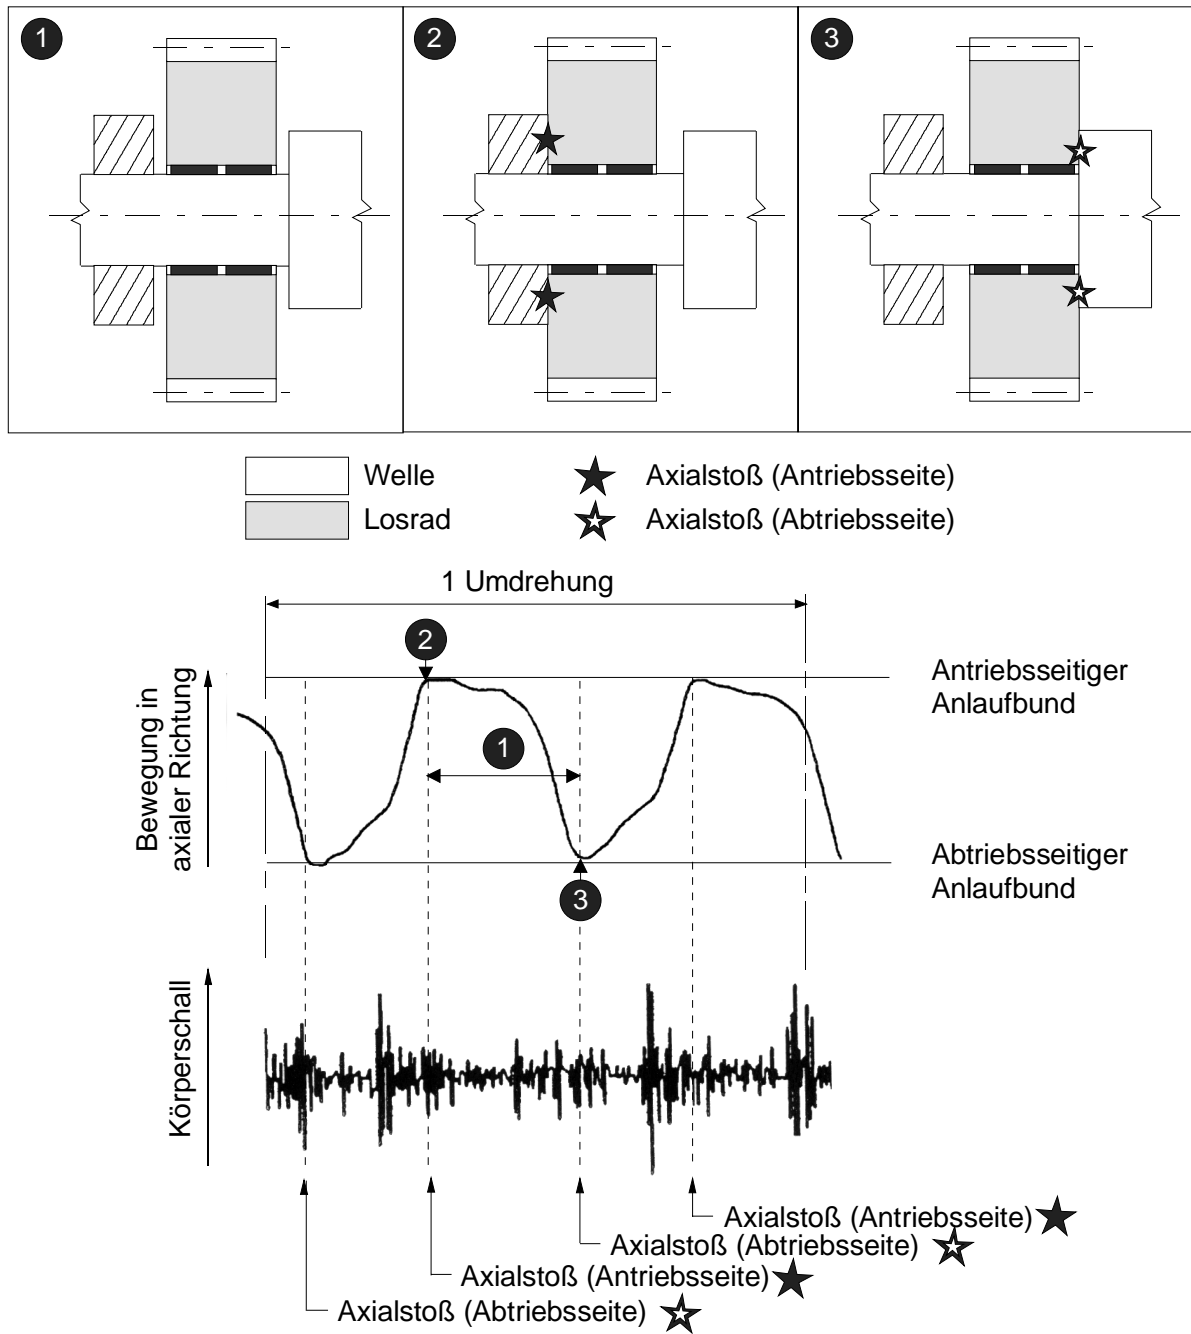 1
2
3
Welle
Axialstoß (Antriebsseite)
Losrad
Axialstoß (Abtriebsseite)
1 Umdrehung
2
Bewegung in
axialer Richtung
Antriebsseitiger
Anlaufbund
1
Abtriebsseitiger
Anlaufbund
3
Körperschall
Axialstoß (Antriebsseite)
Axialstoß (Abtriebsseite)
Axialstoß (Antriebsseite)
Axialstoß (Abtriebsseite)